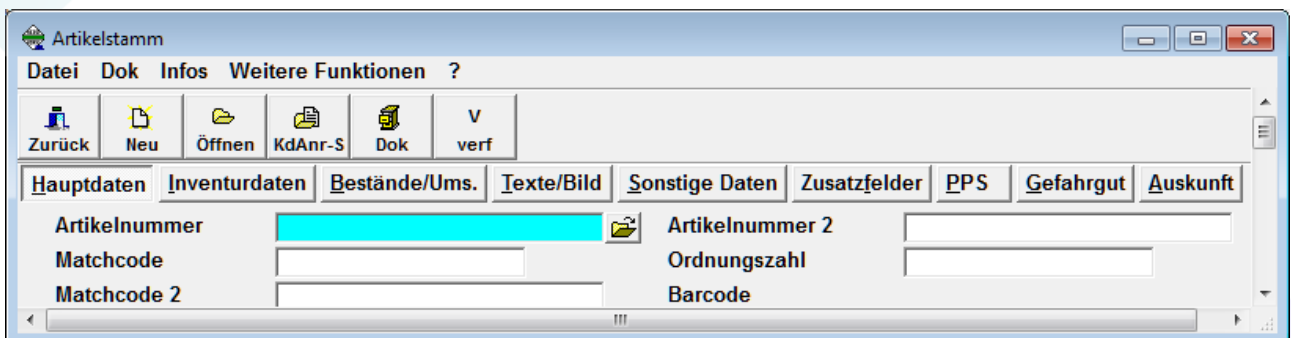 Artikelstamm
Datei Dok Infos Weitere Funktionen ?
Zurück Neu Öffnen KdAnr-S Dok V verf
Hauptdaten Inventurdaten Bestände/Ums. Texte/Bild Sonstige Daten Zusatzfelder PPS Gefahrgut Auskunft
Artikelnummer Artikelnummer 2
Matchcode Ordnungszahl
Matchcode 2 Barcode